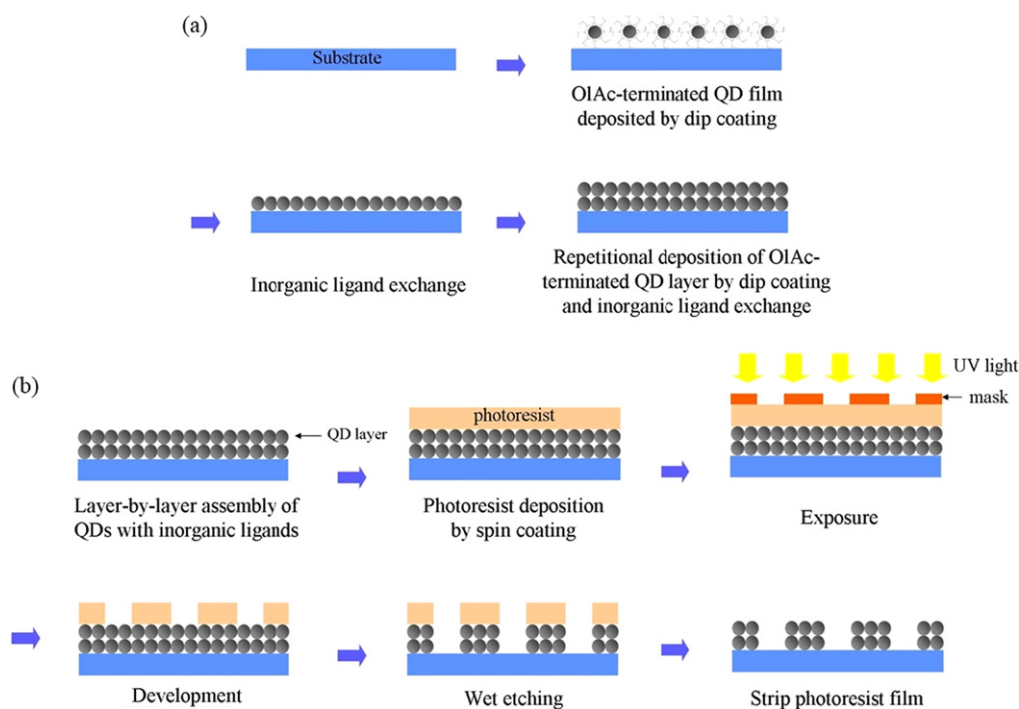 (a)
Substrate
OlAc-terminated QD film
deposited by dip coating
Inorganic ligand exchange
Repetitional deposition of OlAc-
terminated QD layer by dip coating
and inorganic ligand exchange
(b)
QD layer
Layer-by-layer assembly of
QDs with inorganic ligands
photoresist
Photoresist deposition
by spin coating
UV light
mask
Exposure
Development
Wet etching
Strip photoresist film